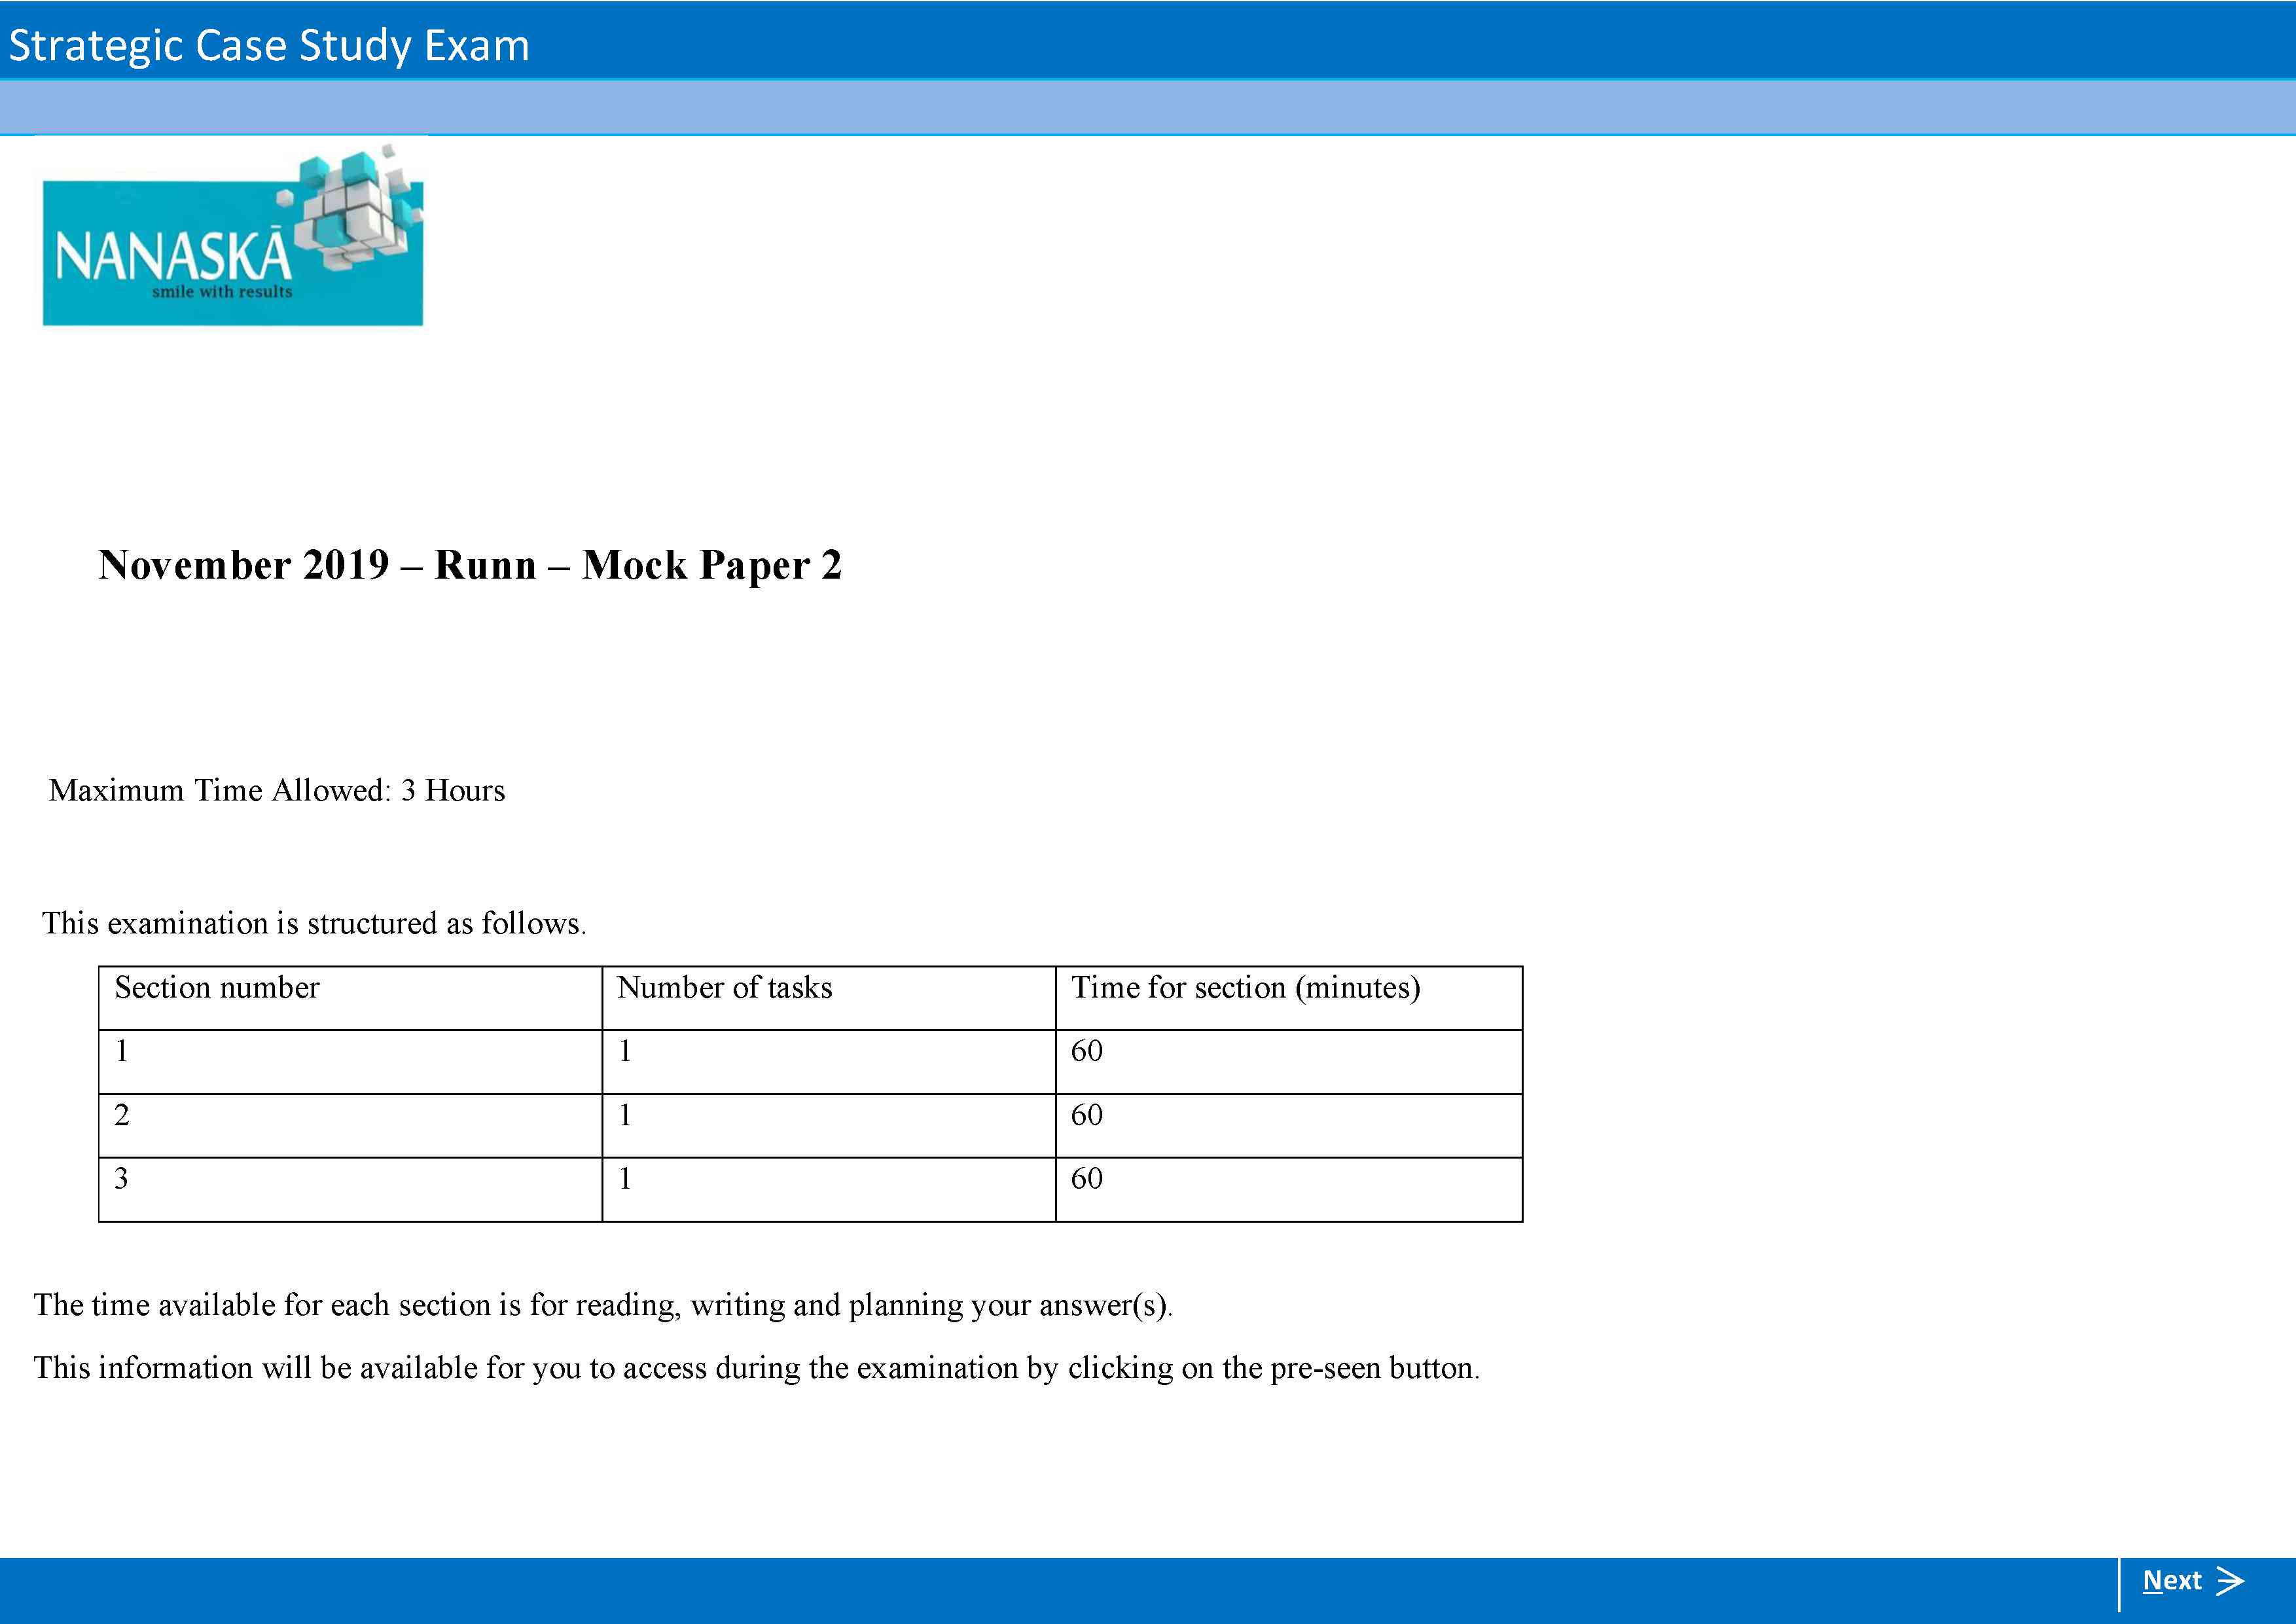 Strategic Case Study Exam
NANASKĀ
smile with results
November 2019 – Runn – Mock Paper 2
Maximum Time Allowed: 3 Hours
This examination is structured as follows.
Section number Number of tasks Time for section (minutes)
1 1 60
2 1 60
3 1 60
The time available for each section is for reading, writing and planning your answer(s).
This information will be available for you to access during the examination by clicking on the pre-seen button.
Next